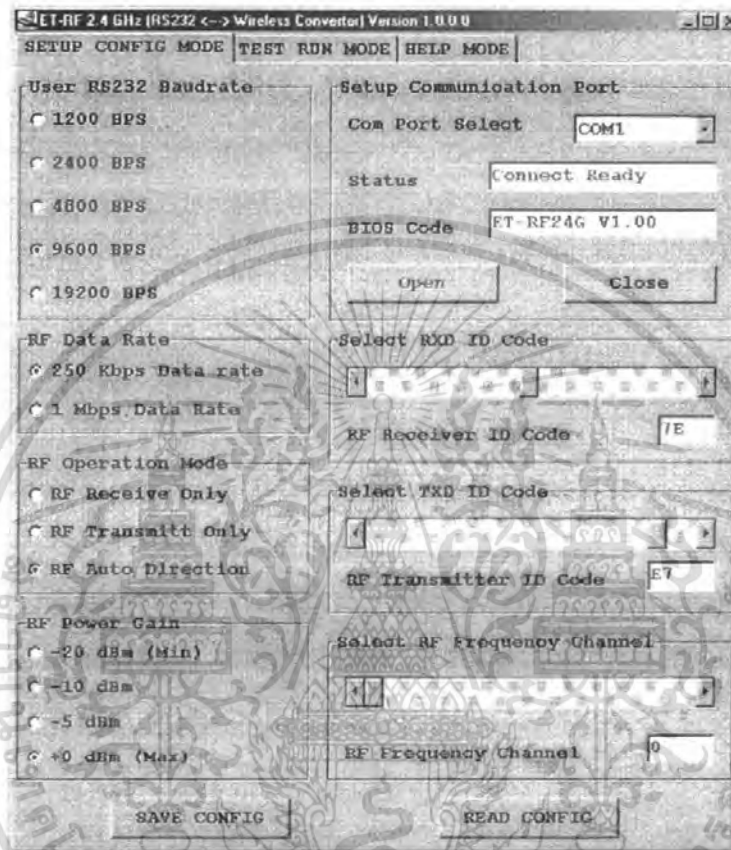 ET-RF 2.4 GHz (RS232 <--> Wireless Convertor) Version 1.0.0.0
SETUP CONFIG MODE TEST RUN MODE HELP MODE
User RS232 Baudrate
1200 BPS
2400 BPS
4800 BPS
9600 BPS
19200 BPS
RF Data Rate
250 Kbps Data rate
1 Mbps Data Rate
RF Operation Mode
RF Receive Only
RF Transmitt Only
RF Auto Direction
RF Power Gain
-20 dBm (Min)
-10 dBm
-5 dBm
+0 dBm (Max)
Setup Communication Port
Com Port Select COM1
Status Connect Ready
BIOS Code ET-RF24G V1.00
Open Close
Select RXD ID Code
RF Receiver ID Code 7E
Select TXD ID Code
RF Transmitter ID Code E7
Select RF Frequency Channel
RF Frequency Channel 0
SAVE CONFIG READ CONFIG